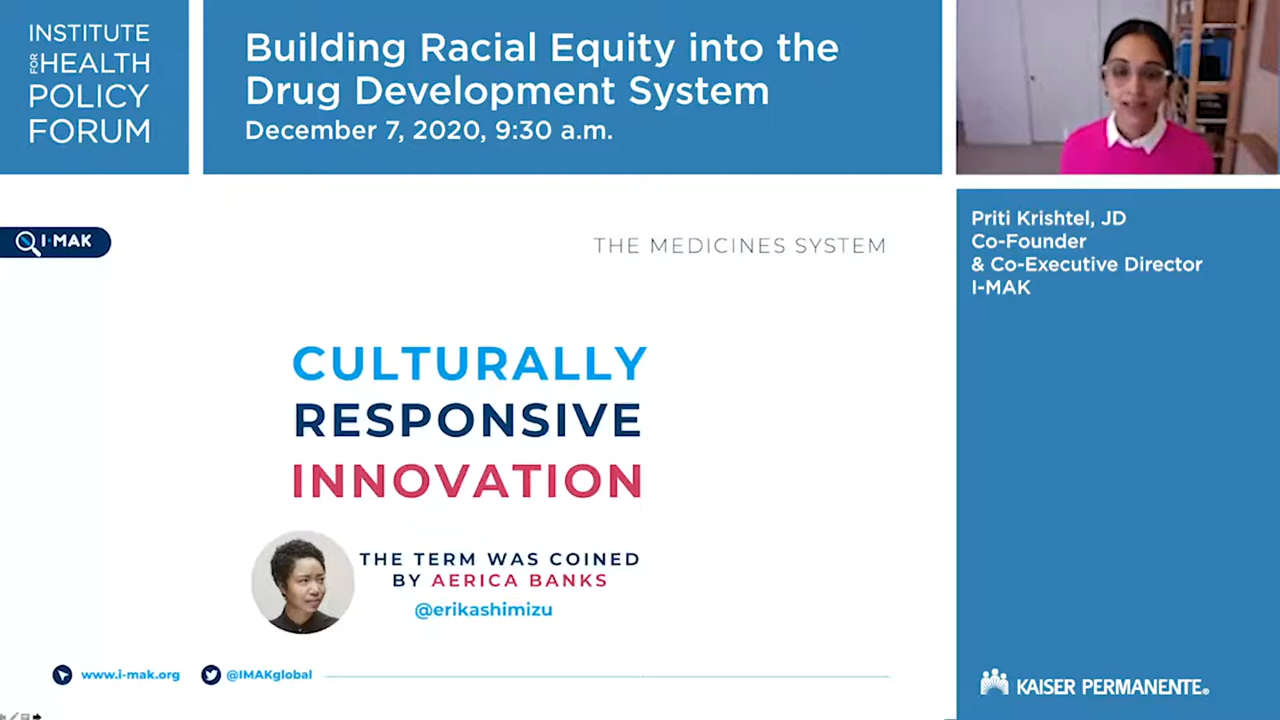 INSTITUTE
FOR HEALTH
POLICY
FORUM
Building Racial Equity into the
Drug Development System
December 7, 2020, 9:30 a.m.
Priti Krishtel, JD
Co-Founder
& Co-Executive Director
I-MAK
I·MAK
THE MEDICINES SYSTEM
CULTURALLY
RESPONSIVE
INNOVATION
THE TERM WAS COINED
BY AERICA BANKS
@erikashimizu
www.i-mak.org
@IMAKglobal
KAISER PERMANENTE®